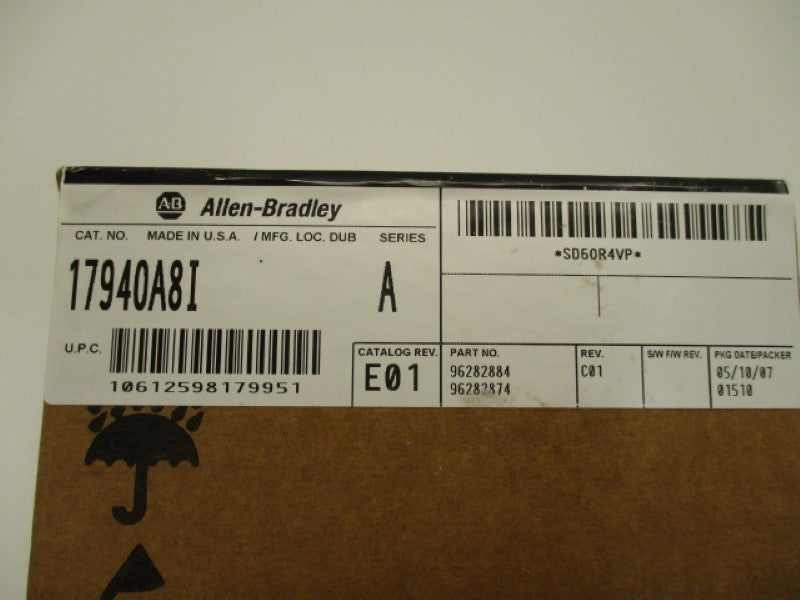 AB Allen-Bradley
CAT. NO. MADE IN U.S.A. / MFG. LOC. DUB SERIES
17940A8I A
U.P.C.
10612598179951
*SD60R4VP*
CATALOG REV.
E01
PART NO.
96282884
96282874
REV.
C01
S/W F/W REV.
PKG DATE/PACKER
05/10/07
01510